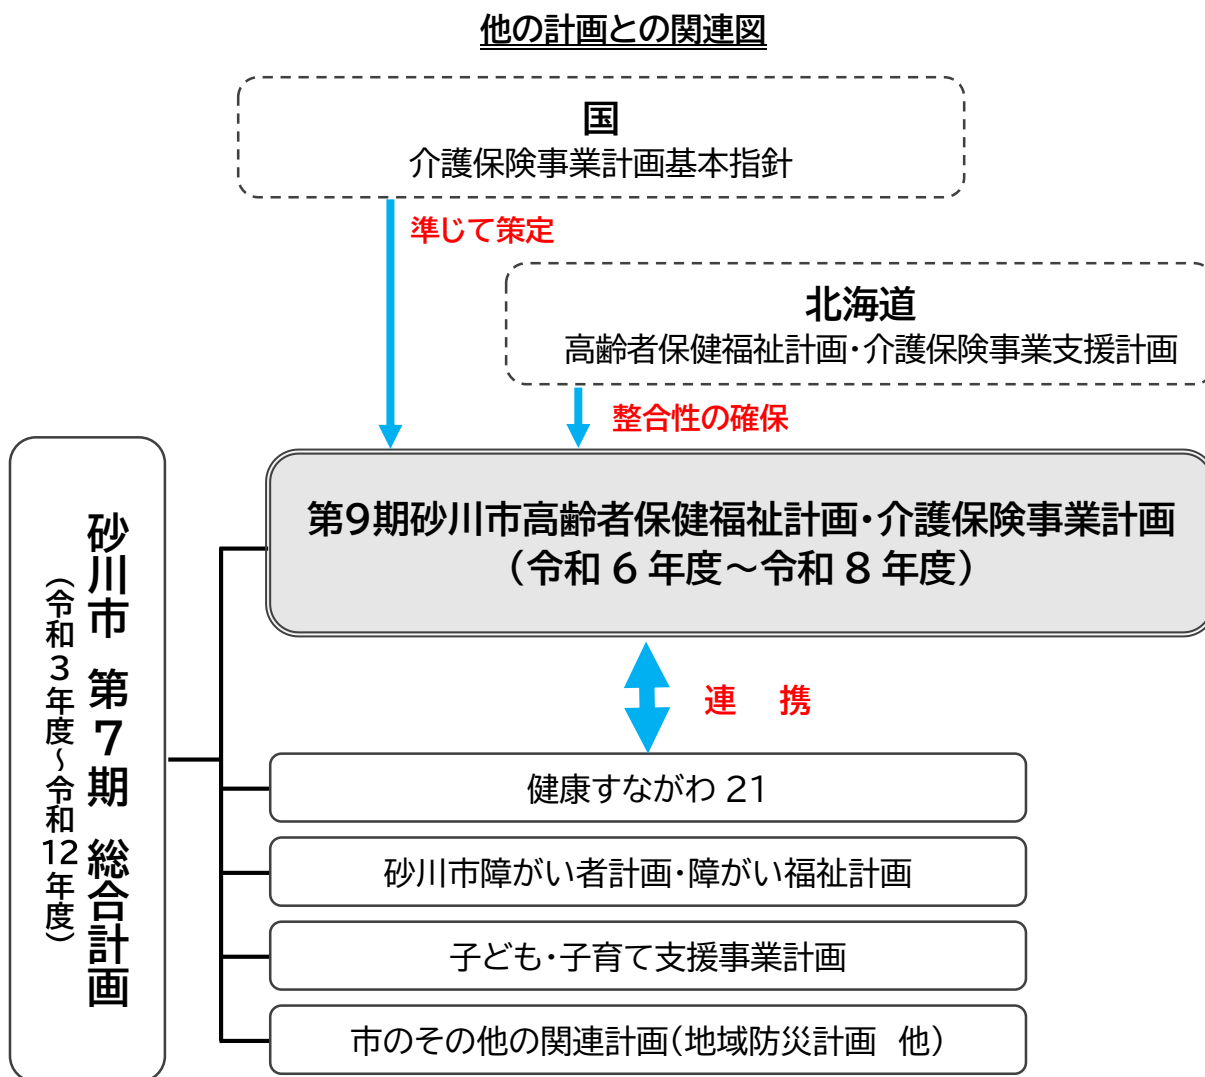 他の計画との関連図
国
介護保険事業計画基本指針
準じて策定
北海道
高齢者保健福祉計画・介護保険事業支援計画
整合性の確保
第9期砂川市高齢者保健福祉計画・介護保険事業計画
（令和 6 年度～令和 8 年度）
砂川市 第7期 総合計画
（令和3年度～令和12年度）
連 携
健康すながわ 21
砂川市障がい者計画・障がい福祉計画
子ども・子育て支援事業計画
市のその他の関連計画（地域防災計画 他）